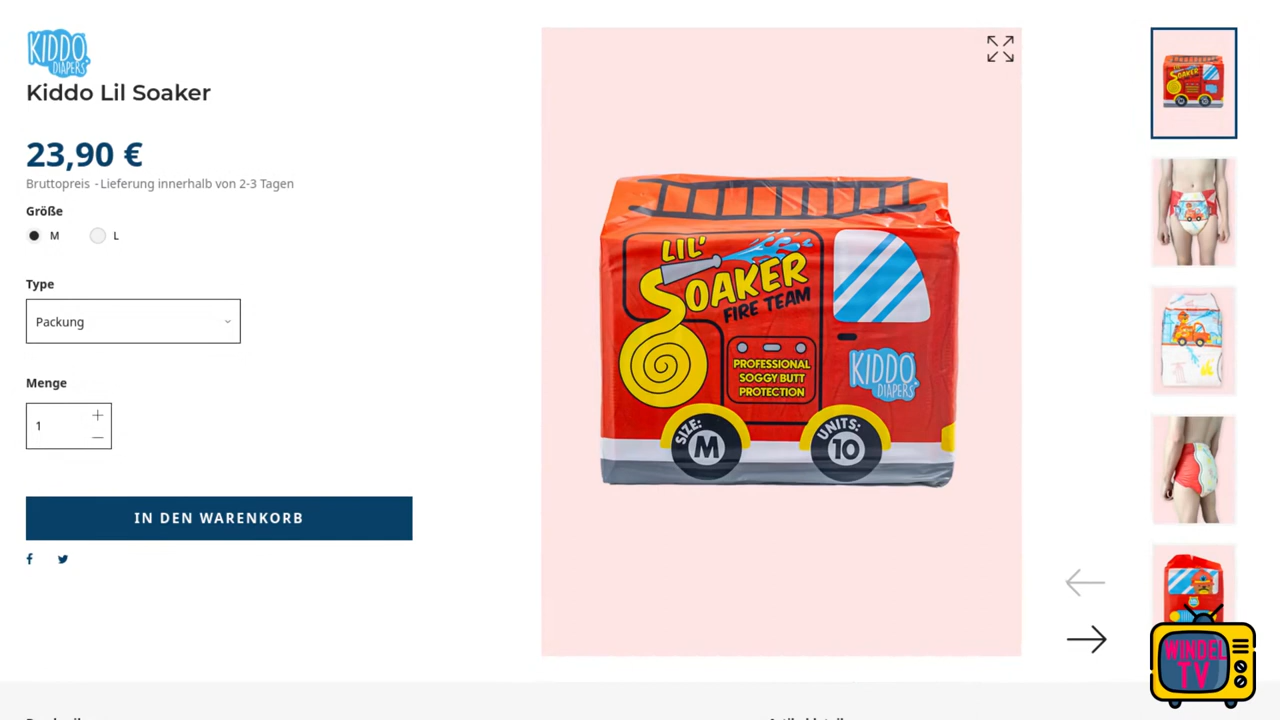 KIDDO
DIAPERS
Kiddo Lil Soaker
23,90 €
Bruttopreis - Lieferung innerhalb von 2-3 Tagen
Größe
M L
Type
Packung
Menge
1
IN DEN WARENKORB
LIL'
SOAKER
FIRE TEAM
PROFESSIONAL
SOGGY BUTT
PROTECTION
KIDDO
DIAPERS
SIZE:
M
UNITS:
10
WINDEL
TV